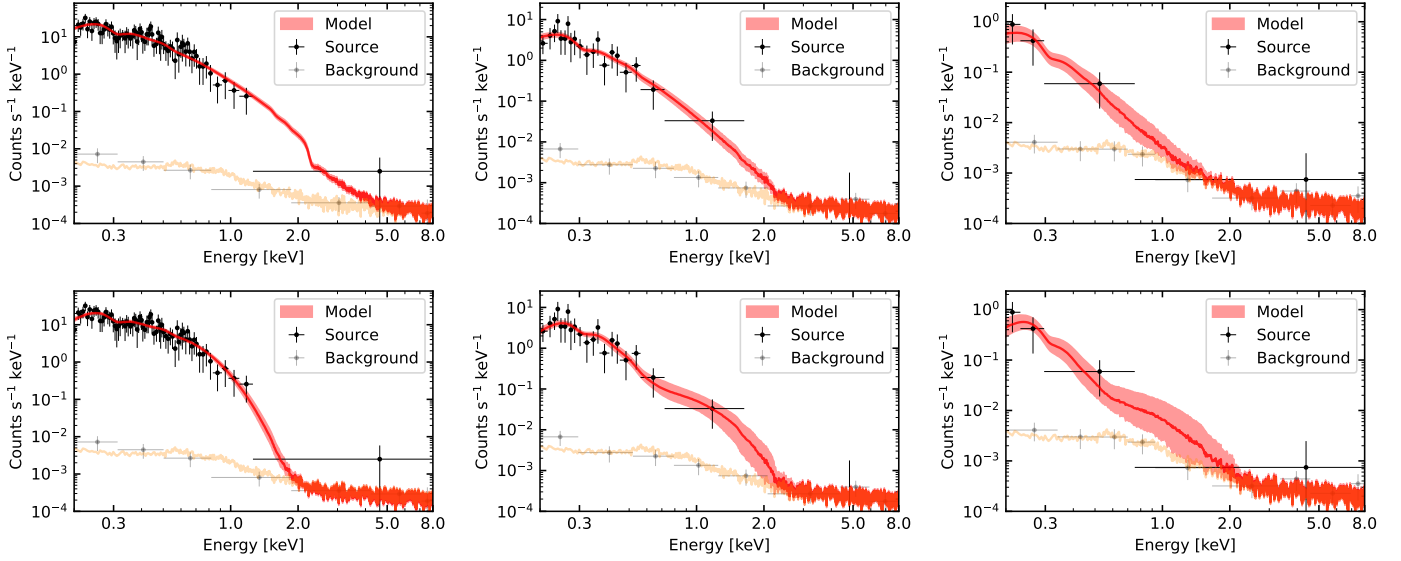 Counts s⁻¹ keV⁻¹
10¹
10⁰
10⁻¹
10⁻²
10⁻³
10⁻⁴
Model
Source
Background
0.3 1.0 2.0 5.0 8.0
Energy [keV]
Counts s⁻¹ keV⁻¹
10¹
10⁰
10⁻¹
10⁻²
10⁻³
10⁻⁴
Model
Source
Background
0.3 1.0 2.0 5.0 8.0
Energy [keV]
Counts s⁻¹ keV⁻¹
10⁰
10⁻¹
10⁻²
10⁻³
10⁻⁴
Model
Source
Background
0.3 1.0 2.0 5.0 8.0
Energy [keV]
Counts s⁻¹ keV⁻¹
10¹
10⁰
10⁻¹
10⁻²
10⁻³
10⁻⁴
Model
Source
Background
0.3 1.0 2.0 5.0 8.0
Energy [keV]
Counts s⁻¹ keV⁻¹
10¹
10⁰
10⁻¹
10⁻²
10⁻³
10⁻⁴
Model
Source
Background
0.3 1.0 2.0 5.0 8.0
Energy [keV]
Counts s⁻¹ keV⁻¹
10⁰
10⁻¹
10⁻²
10⁻³
10⁻⁴
Model
Source
Background
0.3 1.0 2.0 5.0 8.0
Energy [keV]